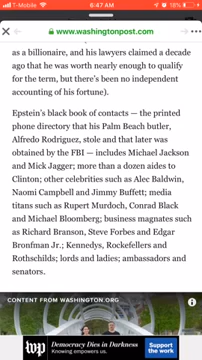 6:48 AM
www.washingtonpost.com
as a billionaire, and his lawyers claimed a decade
ago that he was worth nearly enough to qualify
for the term, but there's been no independent
accounting of his fortune).
Epstein's black book of contacts — the printed
phone directory that his Palm Beach butler,
Alfredo Rodriguez, stole and that later was
obtained by the FBI — includes Michael Jackson
and Mick Jagger; more than a dozen aides to
Clinton; other celebrities such as Alec Baldwin,
Naomi Campbell and Jimmy Buffett; media
titans such as Rupert Murdoch, Conrad Black
and Michael Bloomberg; business magnates such
as Richard Branson, Steve Forbes and Edgar
Bronfman Jr.; Kennedys, Rockefellers and
Rothschilds; lords and ladies; ambassadors and
senators.
CONTENT FROM WASHINGTON.ORG
wp
Democracy Dies in Darkness
Knowing empowers us.
Support
the work